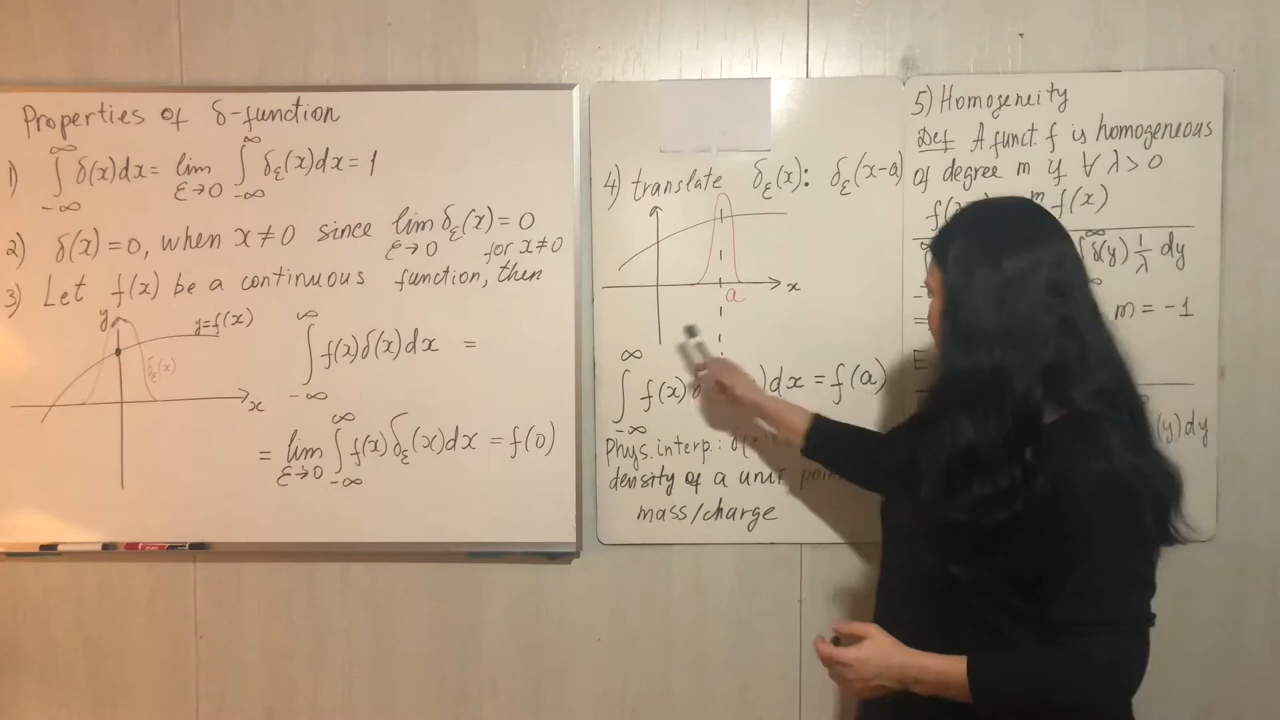 Properties of δ-function
1) ∫_{-∞}^{∞} δ(x)dx = lim_{ε→0} ∫_{-∞}^{∞} δ_ε(x)dx = 1
2) δ(x) = 0, when x ≠ 0 since lim_{ε→0} δ_ε(x) = 0 for x ≠ 0
3) Let f(x) be a continuous function, then
y
y=f(x)
δ_ε(x)
x
∫_{-∞}^{∞} f(x)δ(x)dx =
= lim_{ε→0} ∫_{-∞}^{∞} f(x)δ_ε(x)dx = f(0)
4) translate δ_ε(x): δ_ε(x-a)
a
x
∫_{-∞}^{∞} f(x) )dx = f(a)
Phys. interp.:
density of a unit
mass/charge
5) Homogeneity
Def A funct. f is homogeneous
of degree m if ∀ λ>0
f( m f(x)
δ(y) 1/λ dy
= m = -1
(y)dy